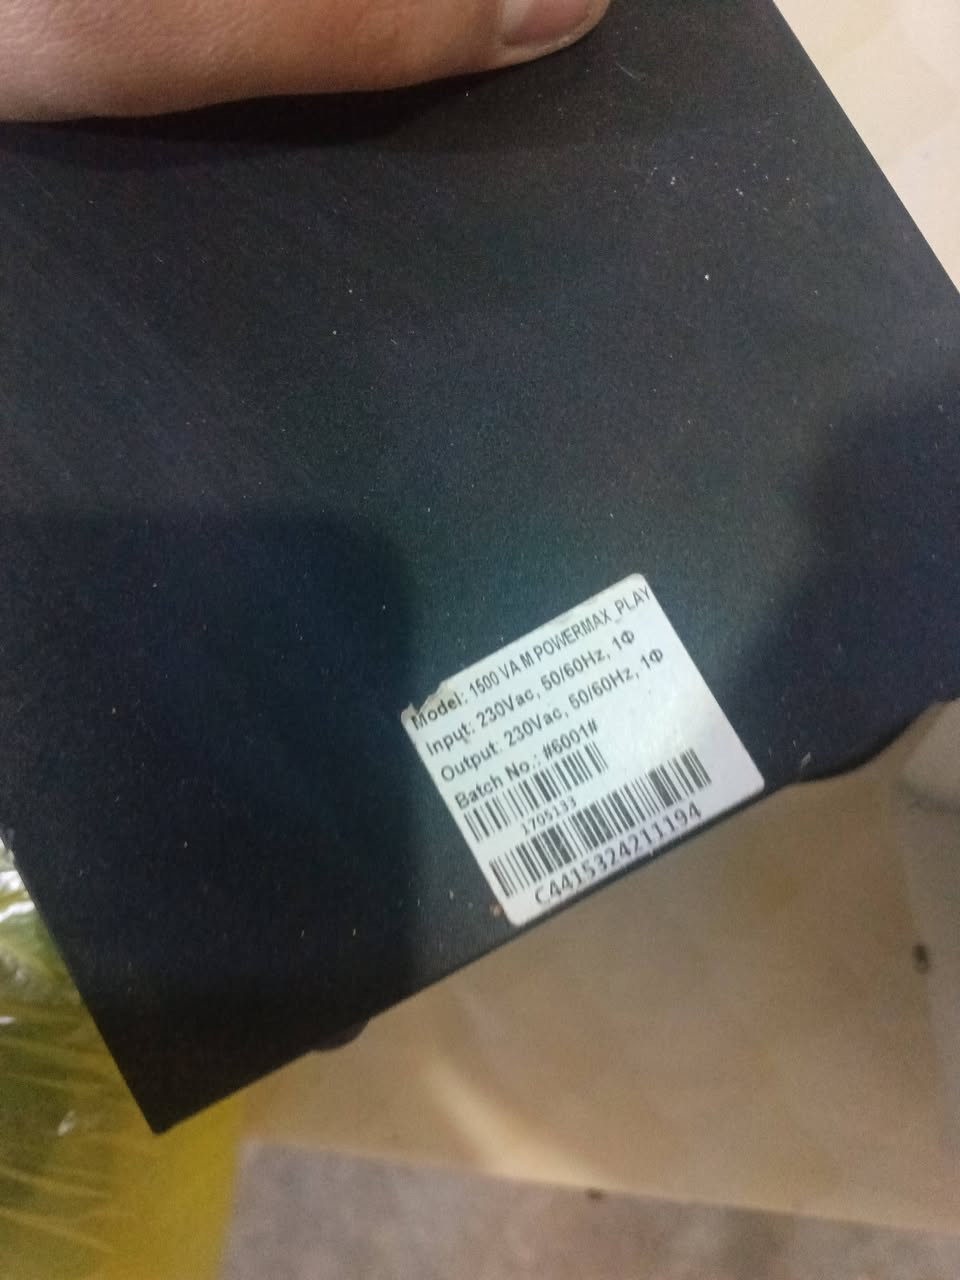 Model: 1500 VA M POWERMAX_PLAY
Input: 230Vac, 50/60Hz, 1Φ
Output: 230Vac, 50/60Hz, 1Φ
Batch No.: #6001#
1705133
C4415324211194